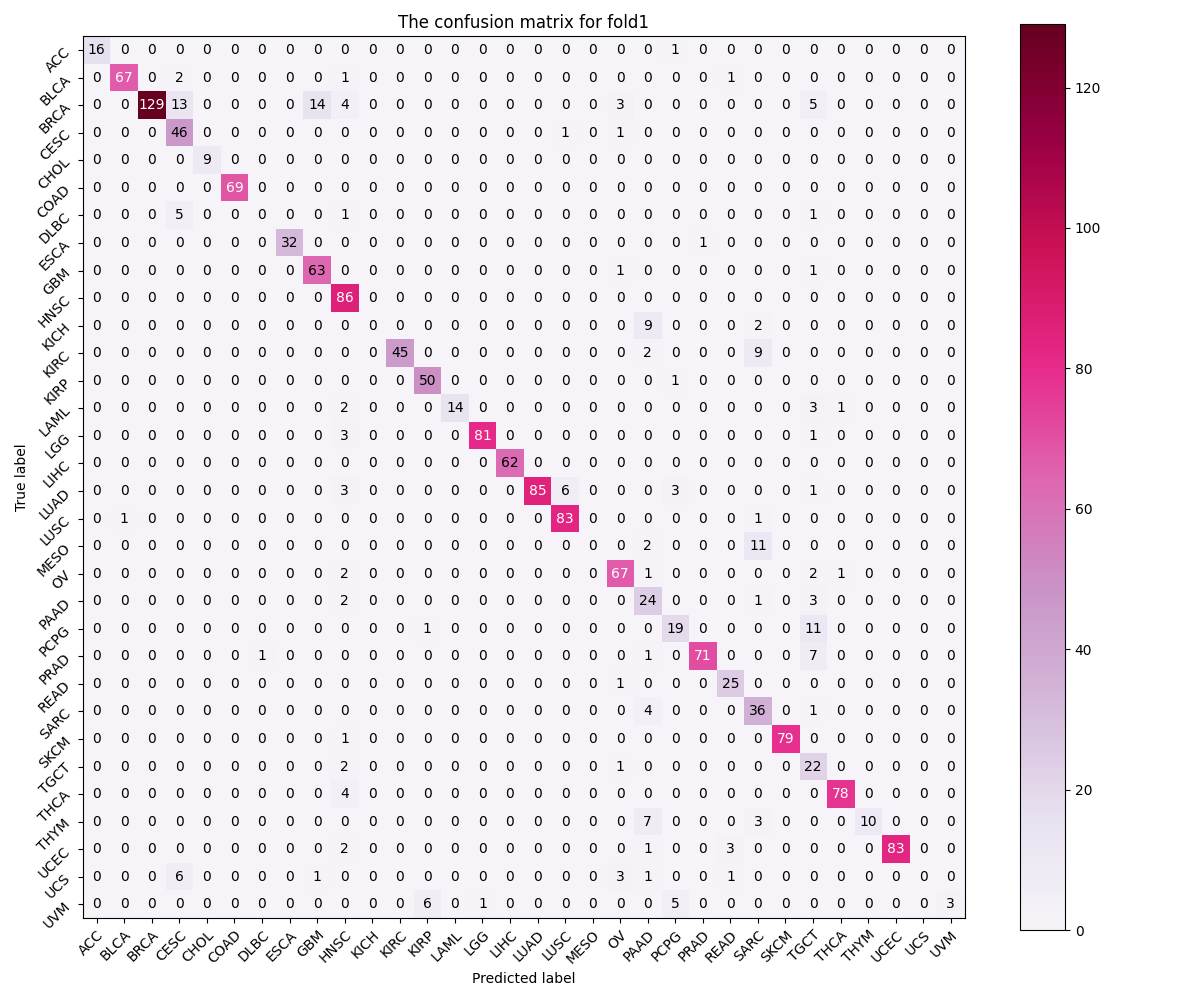 The confusion matrix for fold1
ACC 16 0 0 0 0 0 0 0 0 0 0 0 0 0 0 0 0 0 0 0 0 1 0 0 0 0 0 0 0 0 0 0
BLCA 0 67 0 2 0 0 0 0 0 1 0 0 0 0 0 0 0 0 0 0 0 0 0 1 0 0 0 0 0 0 0 0
BRCA 0 0 129 13 0 0 0 0 14 4 0 0 0 0 0 0 0 0 0 3 0 0 0 0 0 0 5 0 0 0 0 0
CESC 0 0 0 46 0 0 0 0 0 0 0 0 0 0 0 0 0 1 0 1 0 0 0 0 0 0 0 0 0 0 0 0
CHOL 0 0 0 0 9 0 0 0 0 0 0 0 0 0 0 0 0 0 0 0 0 0 0 0 0 0 0 0 0 0 0 0
COAD 0 0 0 0 0 69 0 0 0 0 0 0 0 0 0 0 0 0 0 0 0 0 0 0 0 0 0 0 0 0 0 0
DLBC 0 0 0 5 0 0 0 0 0 1 0 0 0 0 0 0 0 0 0 0 0 0 0 0 0 0 1 0 0 0 0 0
ESCA 0 0 0 0 0 0 0 32 0 0 0 0 0 0 0 0 0 0 0 0 0 0 1 0 0 0 0 0 0 0 0 0
GBM 0 0 0 0 0 0 0 0 63 0 0 0 0 0 0 0 0 0 0 1 0 0 0 0 0 0 1 0 0 0 0 0
HNSC 0 0 0 0 0 0 0 0 0 86 0 0 0 0 0 0 0 0 0 0 0 0 0 0 0 0 0 0 0 0 0 0
KICH 0 0 0 0 0 0 0 0 0 0 0 0 0 0 0 0 0 0 0 0 9 0 0 0 2 0 0 0 0 0 0 0
KIRC 0 0 0 0 0 0 0 0 0 0 0 45 0 0 0 0 0 0 0 0 2 0 0 0 9 0 0 0 0 0 0 0
KIRP 0 0 0 0 0 0 0 0 0 0 0 0 50 0 0 0 0 0 0 0 0 1 0 0 0 0 0 0 0 0 0 0
LAML 0 0 0 0 0 0 0 0 0 2 0 0 0 14 0 0 0 0 0 0 0 0 0 0 0 0 3 1 0 0 0 0
LGG 0 0 0 0 0 0 0 0 0 3 0 0 0 0 81 0 0 0 0 0 0 0 0 0 0 0 1 0 0 0 0 0
LIHC 0 0 0 0 0 0 0 0 0 0 0 0 0 0 0 62 0 0 0 0 0 0 0 0 0 0 0 0 0 0 0 0
LUAD 0 0 0 0 0 0 0 0 0 3 0 0 0 0 0 0 85 6 0 0 0 3 0 0 0 0 1 0 0 0 0 0
LUSC 0 1 0 0 0 0 0 0 0 0 0 0 0 0 0 0 0 83 0 0 0 0 0 0 1 0 0 0 0 0 0 0
MESO 0 0 0 0 0 0 0 0 0 0 0 0 0 0 0 0 0 0 0 0 2 0 0 0 11 0 0 0 0 0 0 0
OV 0 0 0 0 0 0 0 0 0 2 0 0 0 0 0 0 0 0 0 67 1 0 0 0 0 0 2 1 0 0 0 0
PAAD 0 0 0 0 0 0 0 0 0 2 0 0 0 0 0 0 0 0 0 0 24 0 0 0 1 0 3 0 0 0 0 0
PCPG 0 0 0 0 0 0 0 0 0 0 0 0 1 0 0 0 0 0 0 0 0 19 0 0 0 0 11 0 0 0 0 0
PRAD 0 0 0 0 0 0 1 0 0 0 0 0 0 0 0 0 0 0 0 0 1 0 71 0 0 0 7 0 0 0 0 0
READ 0 0 0 0 0 0 0 0 0 0 0 0 0 0 0 0 0 0 0 1 0 0 0 25 0 0 0 0 0 0 0 0
SARC 0 0 0 0 0 0 0 0 0 0 0 0 0 0 0 0 0 0 0 0 4 0 0 0 36 0 1 0 0 0 0 0
SKCM 0 0 0 0 0 0 0 0 0 1 0 0 0 0 0 0 0 0 0 0 0 0 0 0 0 79 0 0 0 0 0 0
TGCT 0 0 0 0 0 0 0 0 0 2 0 0 0 0 0 0 0 0 0 1 0 0 0 0 0 0 22 0 0 0 0 0
THCA 0 0 0 0 0 0 0 0 0 4 0 0 0 0 0 0 0 0 0 0 0 0 0 0 0 0 0 78 0 0 0 0
THYM 0 0 0 0 0 0 0 0 0 0 0 0 0 0 0 0 0 0 0 0 7 0 0 0 3 0 0 0 10 0 0 0
UCEC 0 0 0 0 0 0 0 0 0 2 0 0 0 0 0 0 0 0 0 0 1 0 0 3 0 0 0 0 0 83 0 0
UCS 0 0 0 6 0 0 0 0 1 0 0 0 0 0 0 0 0 0 0 3 1 0 0 1 0 0 0 0 0 0 0 0
UVM 0 0 0 0 0 0 0 0 0 0 0 0 6 0 1 0 0 0 0 0 0 5 0 0 0 0 0 0 0 0 0 3
ACC BLCA BRCA CESC CHOL COAD DLBC ESCA GBM HNSC KICH KIRC KIRP LAML LGG LIHC LUAD LUSC MESO OV PAAD PCPG PRAD READ SARC SKCM TGCT THCA THYM UCEC UCS UVM
Predicted label
True label
120
100
80
60
40
20
0